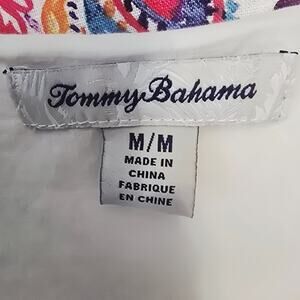 Tommy Bahama
M/M
MADE IN
CHINA
FABRIQUE
EN CHINE